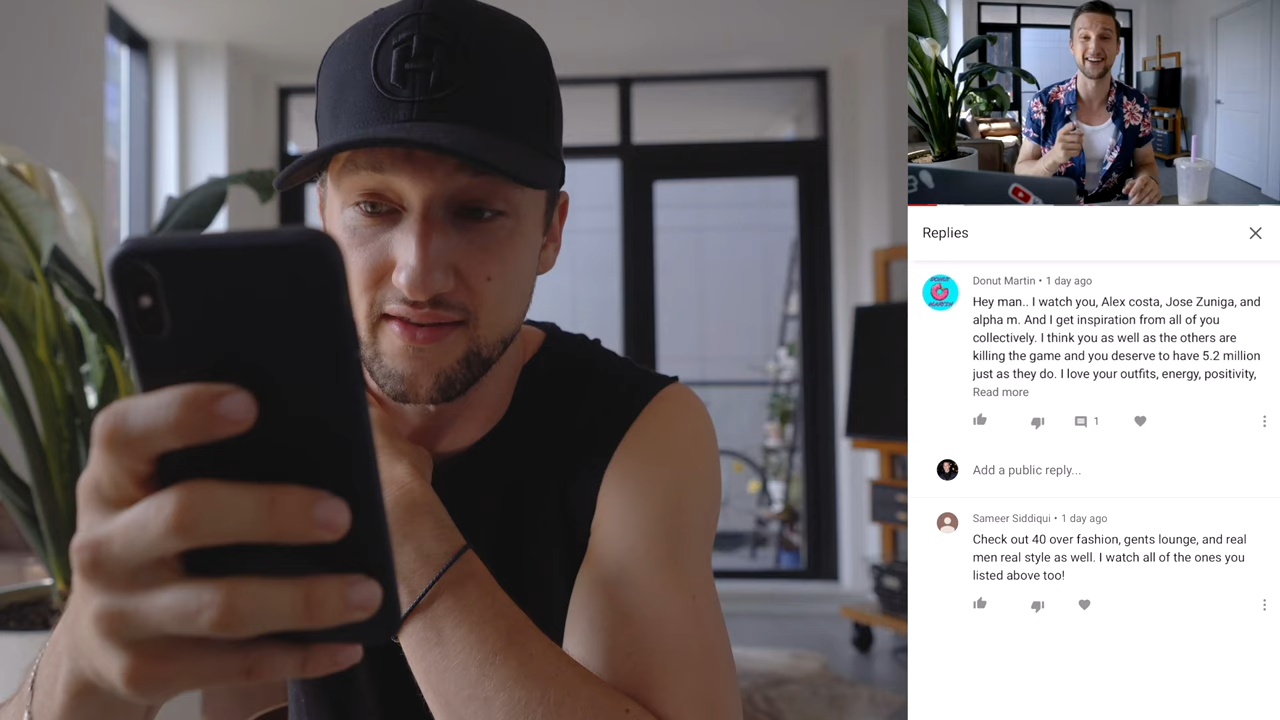 Replies
Donut Martin • 1 day ago
Hey man.. I watch you, Alex costa, Jose Zuniga, and
alpha m. And I get inspiration from all of you
collectively. I think you as well as the others are
killing the game and you deserve to have 5.2 million
just as they do. I love your outfits, energy, positivity,
Read more
1
Add a public reply...
Sameer Siddiqui • 1 day ago
Check out 40 over fashion, gents lounge, and real
men real style as well. I watch all of the ones you
listed above too!